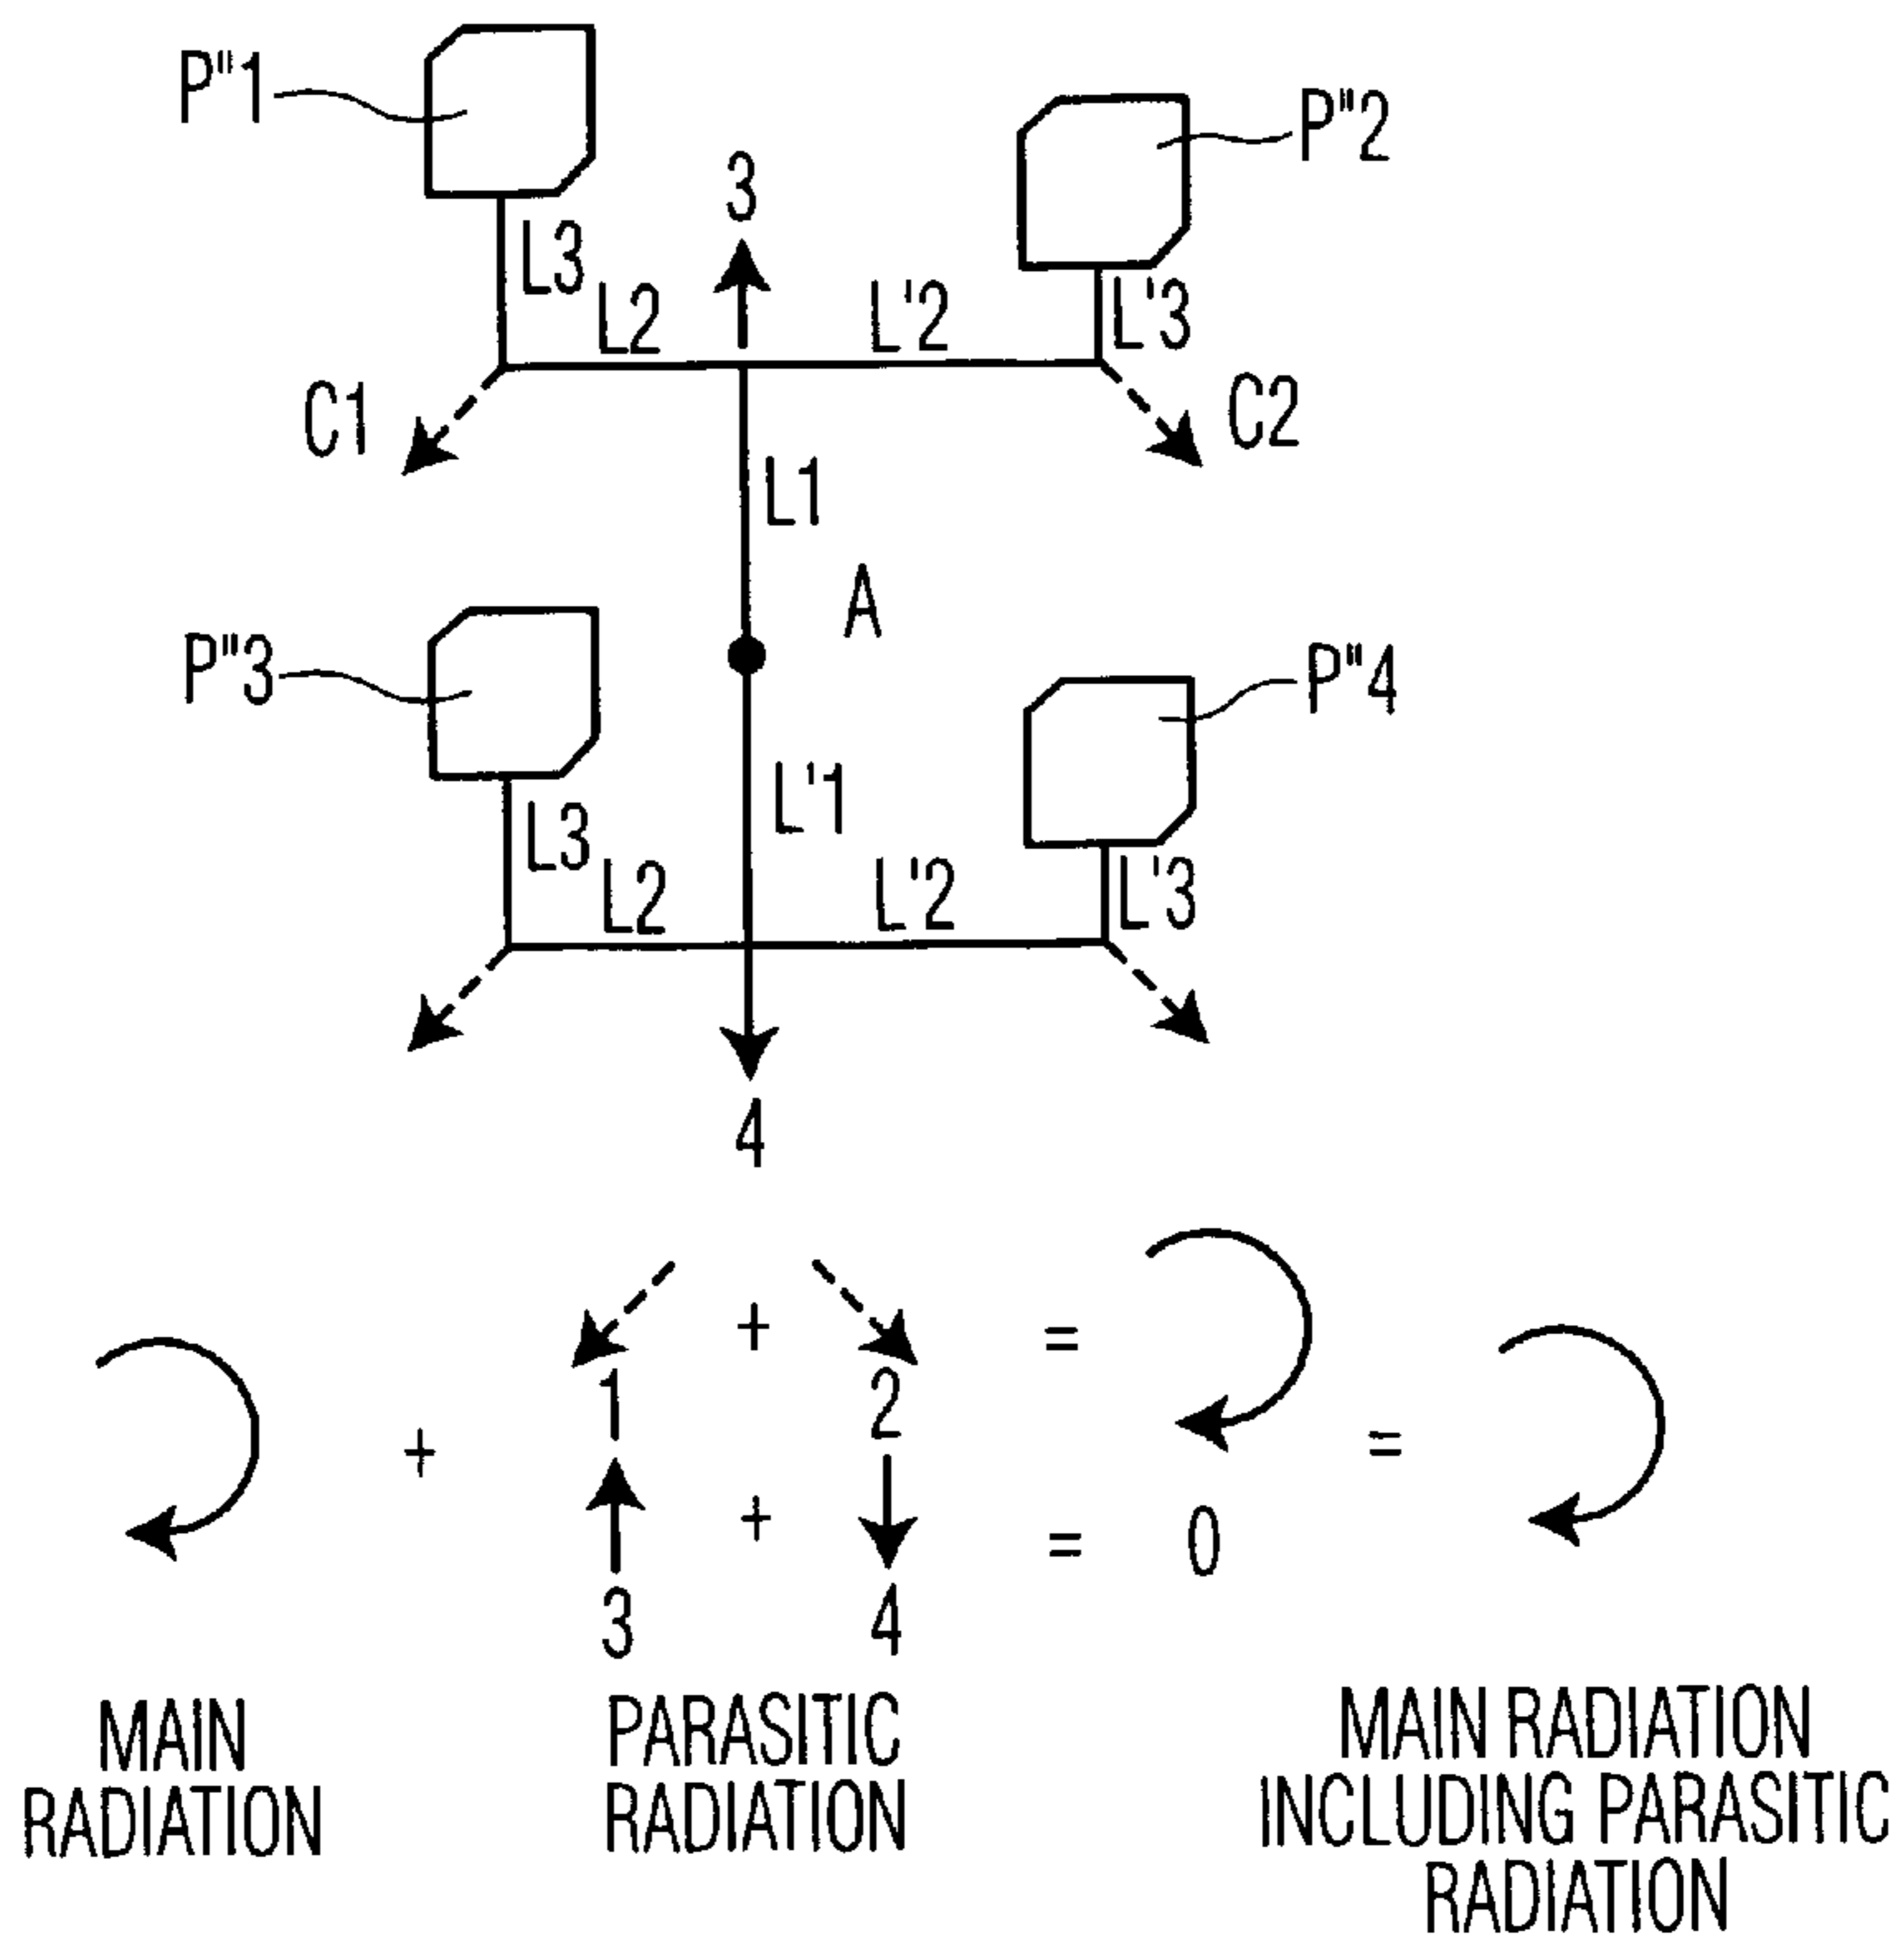 P"1
P"2
3
L3
L2
L'2
L'3
C1
C2
L1
A
P"3
P"4
L'1
L3
L2
L'2
L'3
4
+ =
1 2
+ =
+ = 0
3 4
MAIN
RADIATION
PARASITIC
RADIATION
MAIN RADIATION
INCLUDING PARASITIC
RADIATION